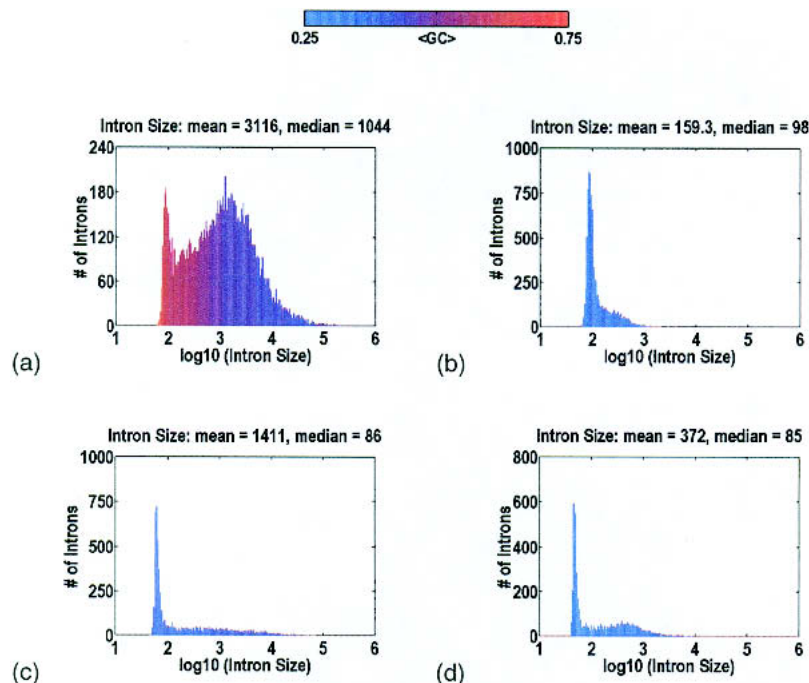 0.25 <GC> 0.75
Intron Size: mean = 3116, median = 1044
240
180
120
60
0
# of Introns
1 2 3 4 5 6
log10 (Intron Size)
(a)
Intron Size: mean = 159.3, median = 98
1000
750
500
250
0
# of Introns
1 2 3 4 5 6
log10 (Intron Size)
(b)
Intron Size: mean = 1411, median = 86
1000
750
500
250
0
# of Introns
1 2 3 4 5 6
log10 (Intron Size)
(c)
Intron Size: mean = 372, median = 85
800
600
400
200
0
# of Introns
1 2 3 4 5 6
log10 (Intron Size)
(d)